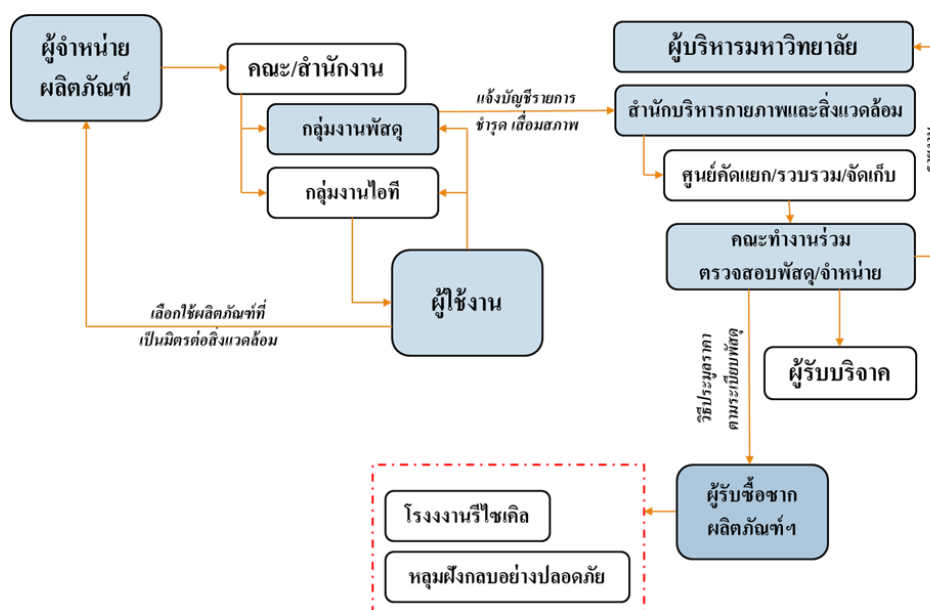 ผู้จำหน่าย
ผลิตภัณฑ์
คณะ/สำนักงาน
กลุ่มงานพัสดุ
กลุ่มงานไอที
ผู้ใช้งาน
เลือกใช้ผลิตภัณฑ์ที่
เป็นมิตรต่อสิ่งแวดล้อม
แจ้งบัญชีรายการ
ชำรุด เสื่อมสภาพ
ผู้บริหารมหาวิทยาลัย
สำนักบริหารกายภาพและสิ่งแวดล้อม
ศูนย์คัดแยก/รวบรวม/จัดเก็บ
คณะทำงานร่วม
ตรวจสอบพัสดุ/จำหน่าย
รายงาน
วิธีประมูลราคา
ตามระเบียบพัสดุ
ผู้รับบริจาค
ผู้รับซื้อซาก
ผลิตภัณฑ์ฯ
โรงงงานรีไซเคิล
หลุมฝังกลบอย่างปลอดภัย